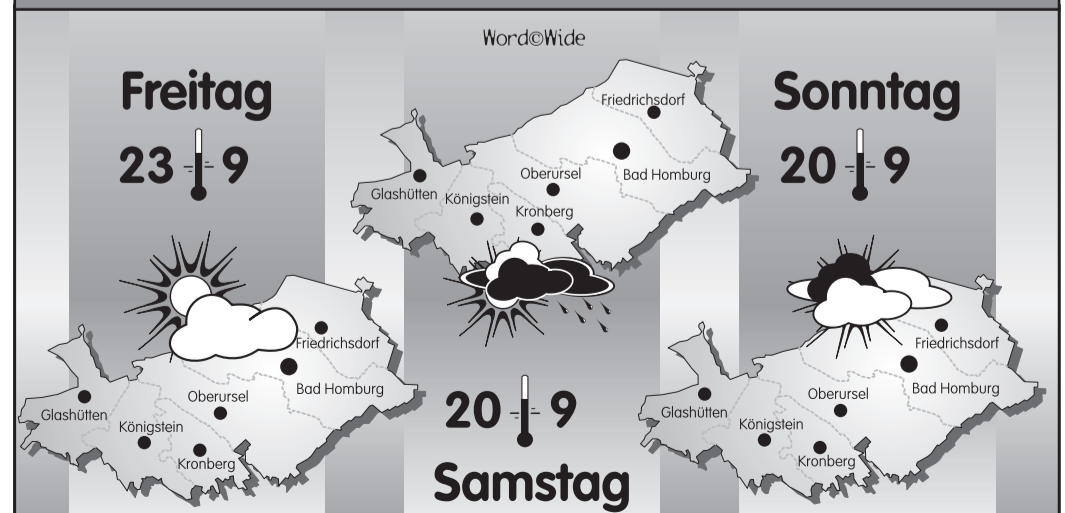 Word©Wide
Freitag
23 9
Friedrichsdorf
Bad Homburg
Oberursel
Glashütten
Königstein
Kronberg
Friedrichsdorf
Bad Homburg
Oberursel
Glashütten
Königstein
Kronberg
20 9
Samstag
Sonntag
20 9
Friedrichsdorf
Bad Homburg
Oberursel
Glashütten
Königstein
Kronberg